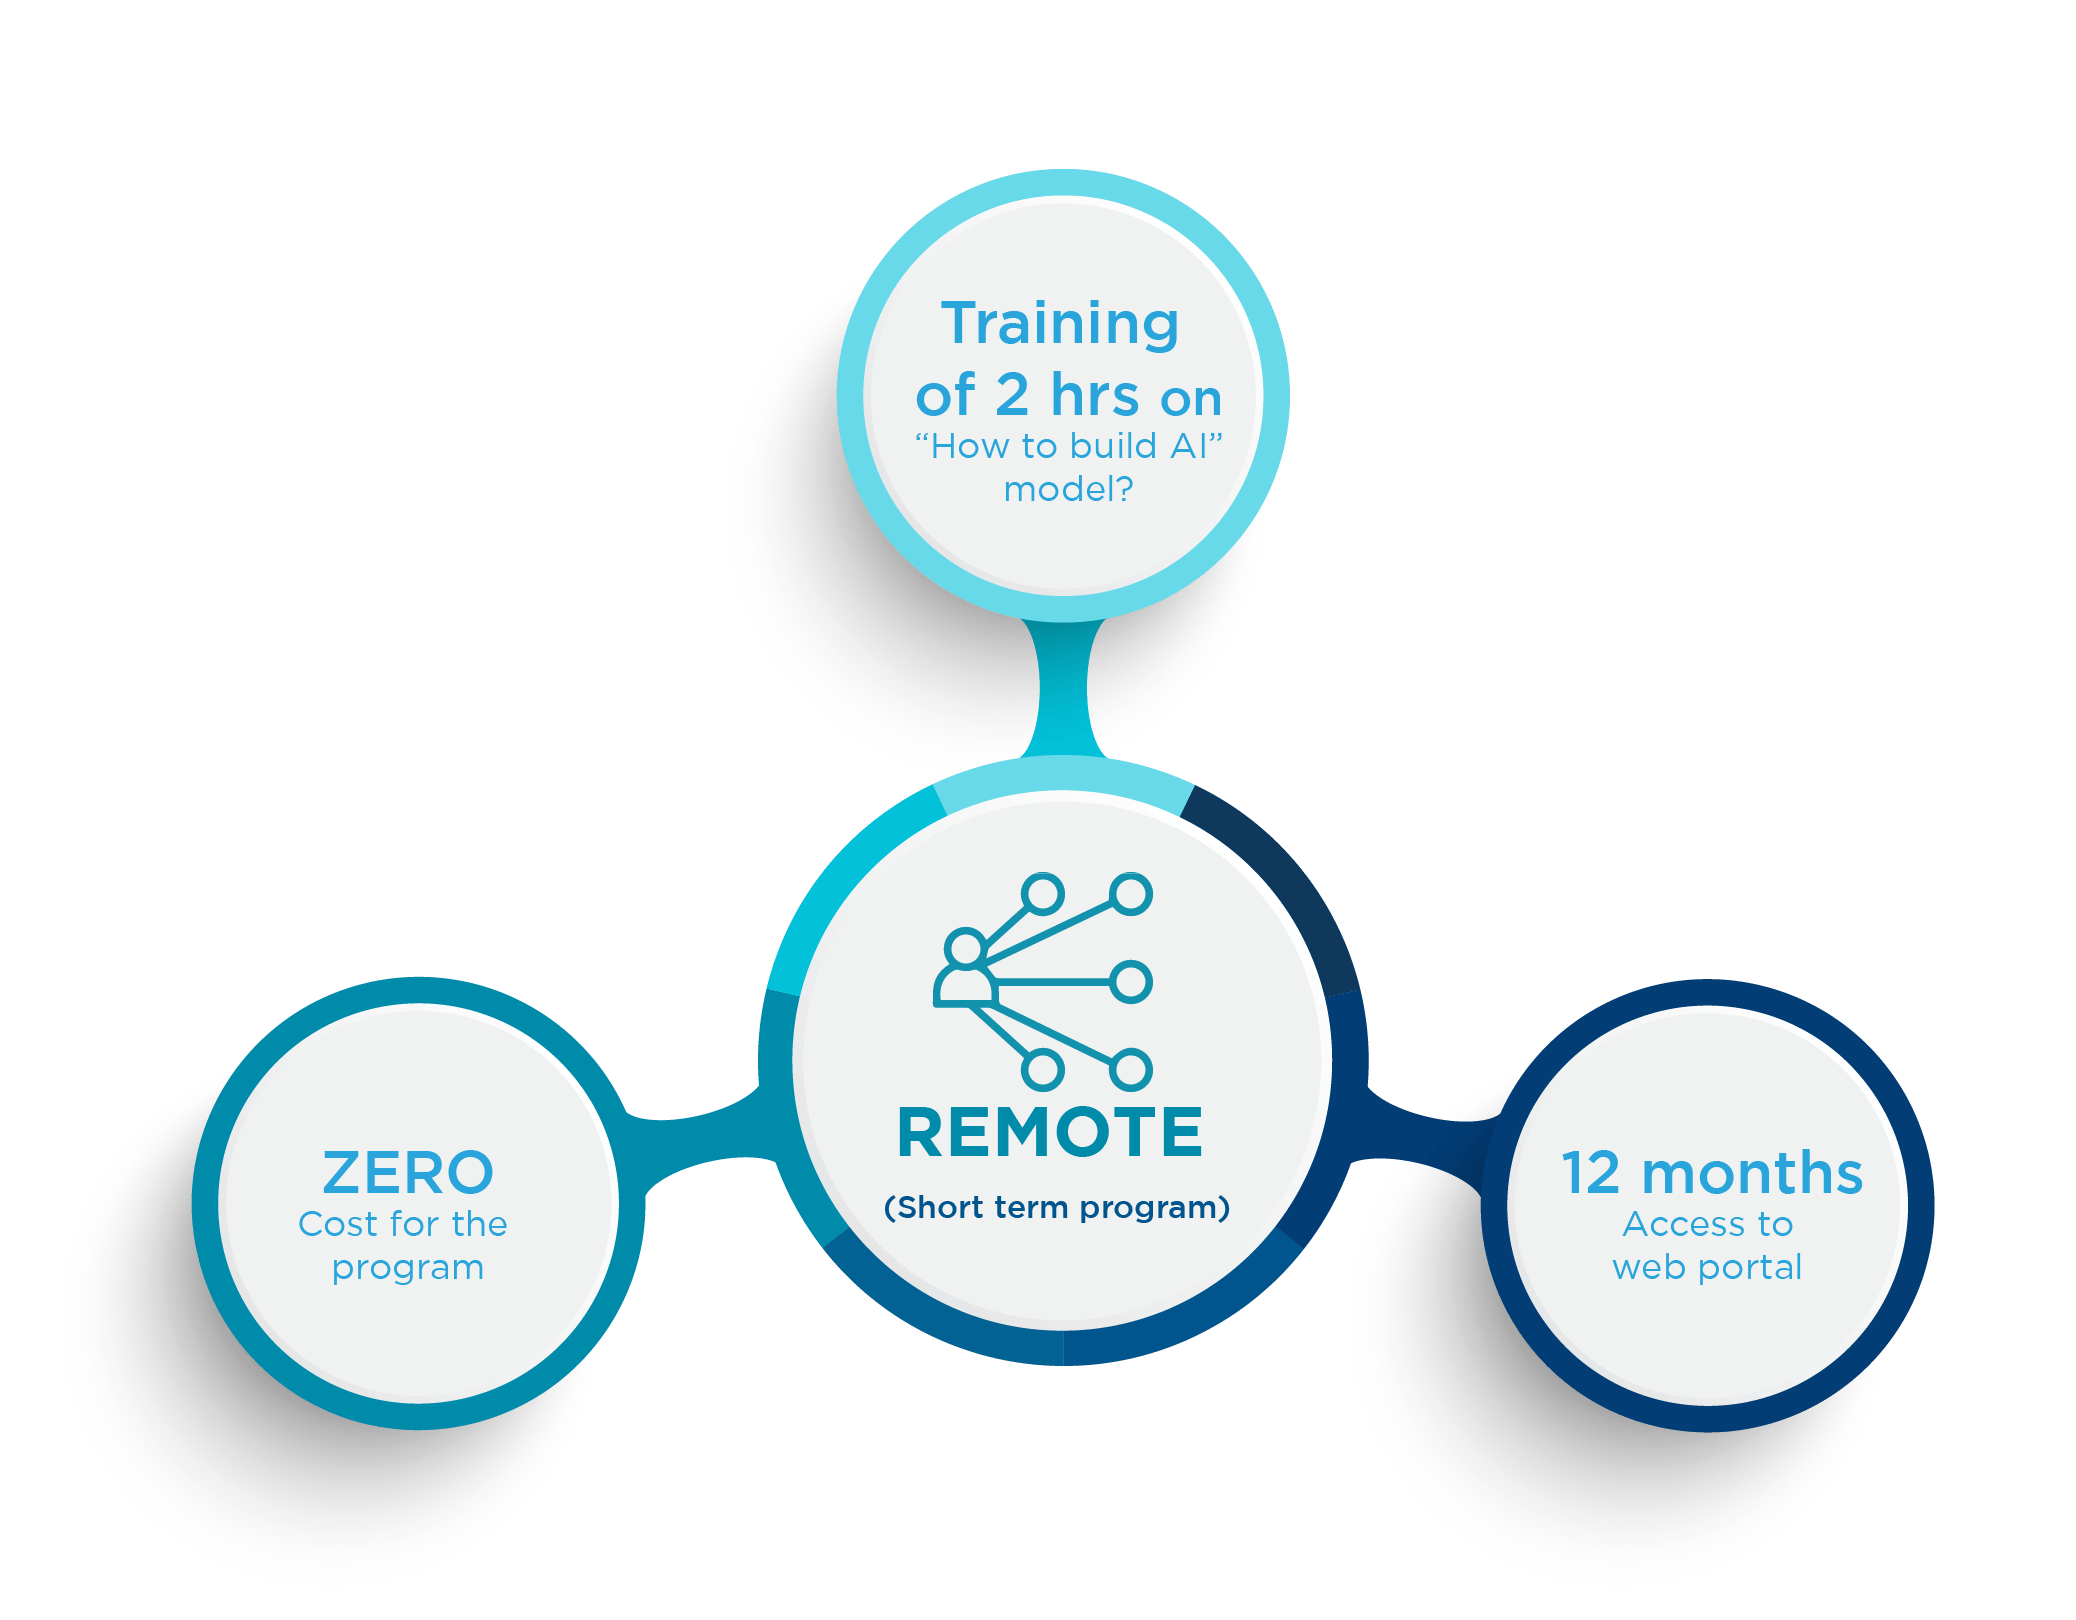 Training
of 2 hrs on
“How to build AI”
model?
REMOTE
(Short term program)
ZERO
Cost for the
program
12 months
Access to
web portal